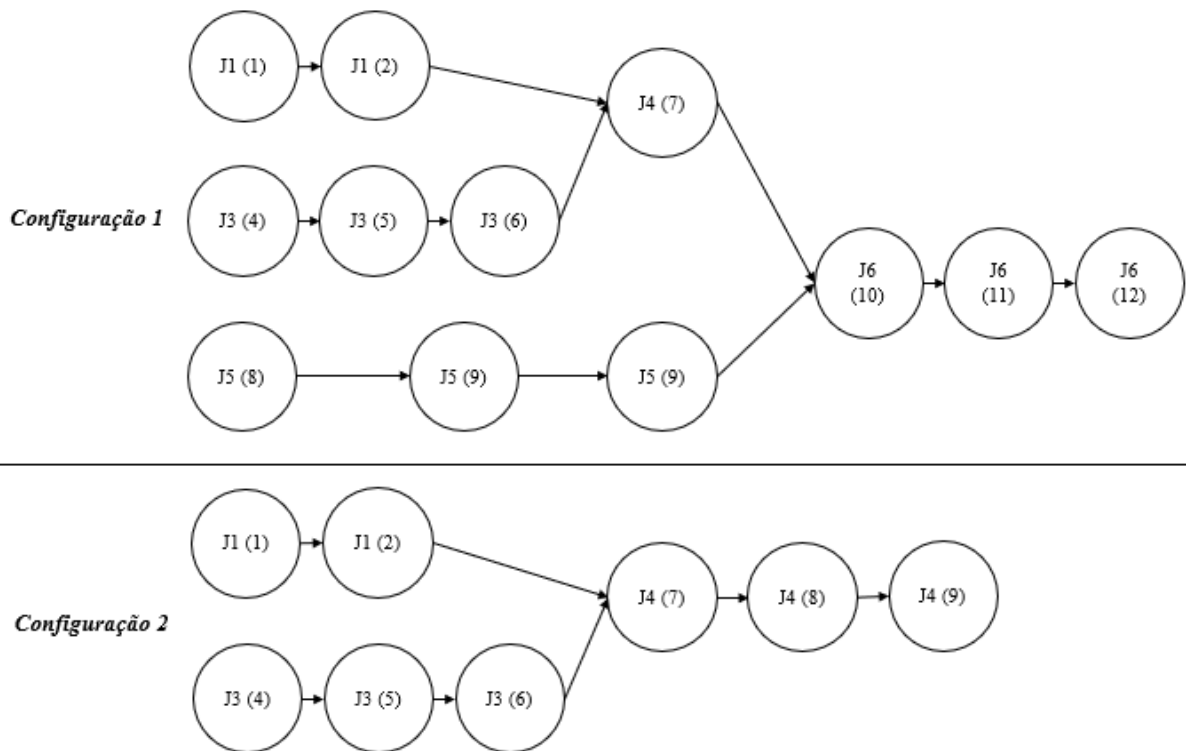 J1 (1)
J1 (2)
J4 (7)
Configuração 1
J3 (4)
J3 (5)
J3 (6)
J6
(10)
J6
(11)
J6
(12)
J5 (8)
J5 (9)
J5 (9)
J1 (1)
J1 (2)
J4 (7)
J4 (8)
J4 (9)
Configuração 2
J3 (4)
J3 (5)
J3 (6)